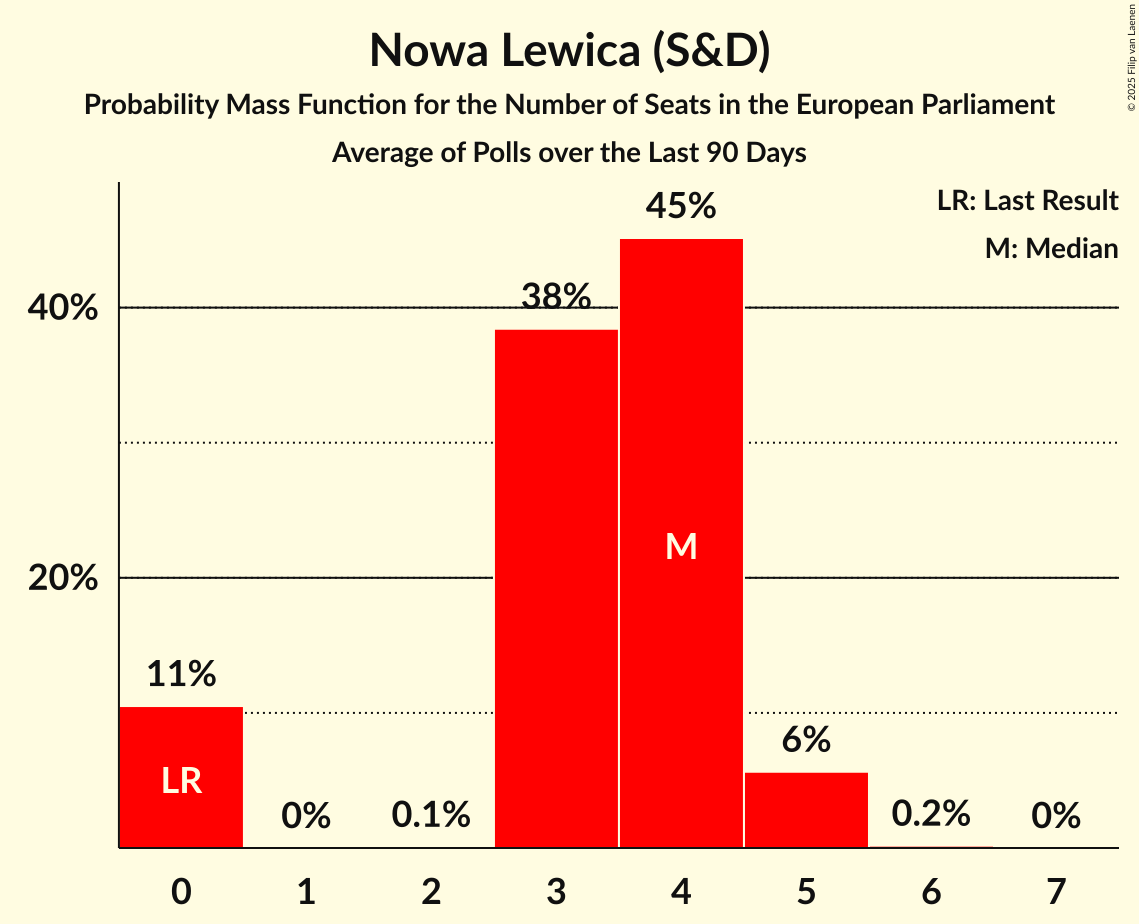 Nowa Lewica (S&D)
Probability Mass Function for the Number of Seats in the European Parliament
Average of Polls over the Last 90 Days
© 2025 Filip van Laenen
LR: Last Result
M: Median
45%
38%
40%
M
20%
11%
6%
LR
0%
0.1%
0.2%
0%
0 1 2 3 4 5 6 7